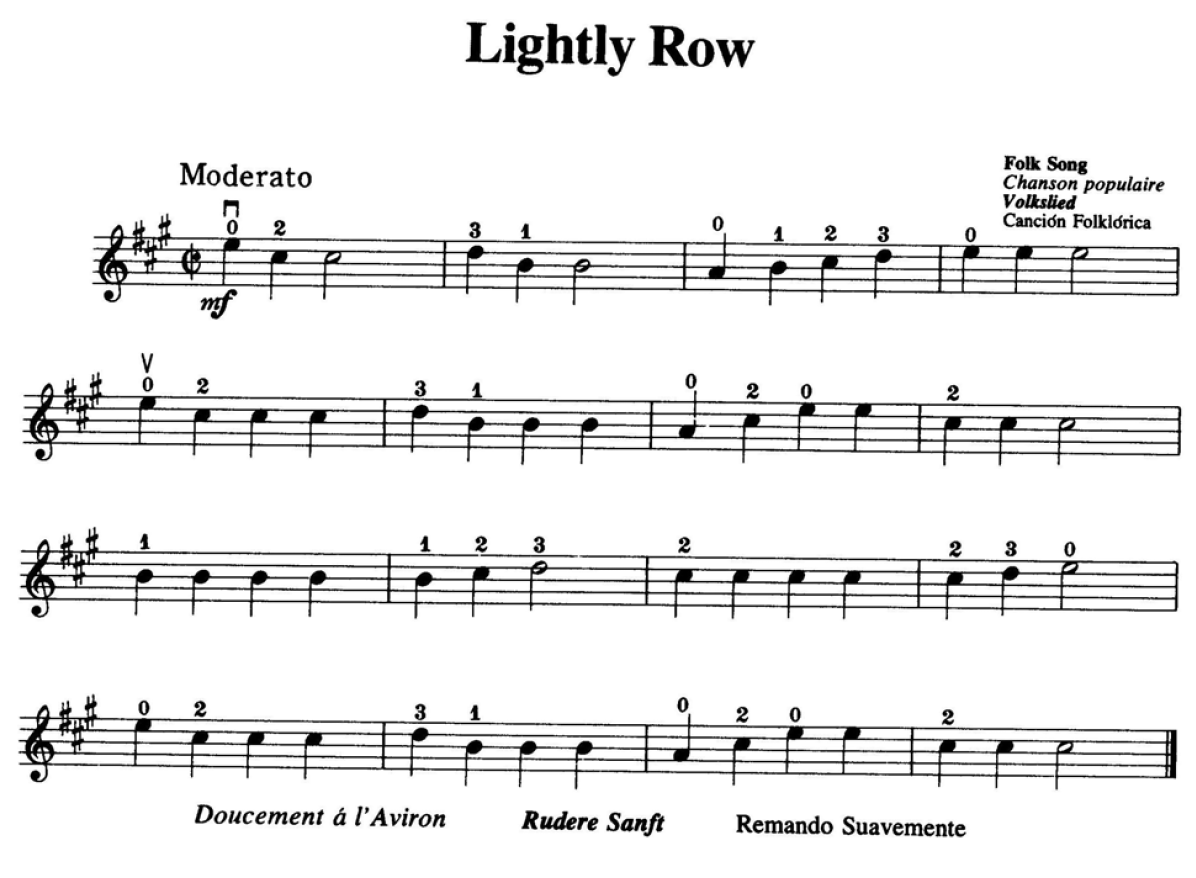 Lightly Row
Moderato
Folk Song
Chanson populaire
Volkslied
Canción Folklórica
0 2 3 1 0 1 2 3 0
mf
0 2 3 1 0 2 0 2
1 1 2 3 2 2 3 0
0 2 3 1 0 2 0 2
Doucement á l'Aviron Rudere Sanft Remando Suavemente